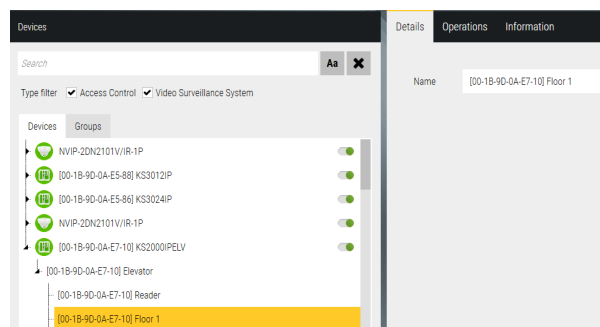 Devices
Details Operations Information
Search
Aa
Name [00-1B-9D-0A-E7-10] Floor 1
Type filter Access Control Video Surveillance System
Devices Groups
NVIP-2DN2101V/IR-1P
[00-1B-9D-0A-E5-88] KS3012IP
[00-1B-9D-0A-E5-86] KS3024IP
NVIP-2DN2101V/IR-1P
[00-1B-9D-0A-E7-10] KS2000IPELV
[00-1B-9D-0A-E7-10] Elevator
[00-1B-9D-0A-E7-10] Reader
[00-1B-9D-0A-E7-10] Floor 1